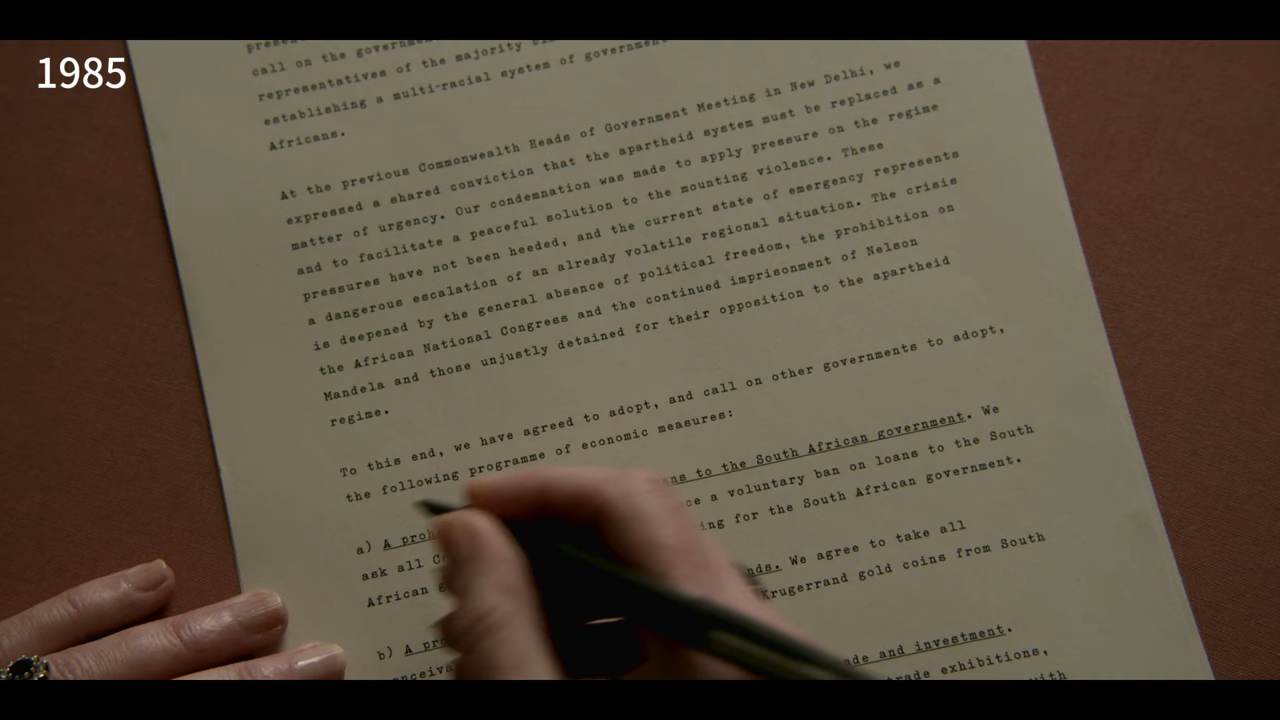 1985
call on the
representatives of the majority
establishing a multi-racial system of government
Africans.
At the previous Commonwealth Heads of Government Meeting in New Delhi, we
expressed a shared conviction that the apartheid system must be replaced as a
matter of urgency. Our condemnation was made to apply pressure on the regime
and to facilitate a peaceful solution to the mounting violence. These
pressures have not been heeded, and the current state of emergency represents
a dangerous escalation of an already volatile regional situation. The crisis
is deepened by the general absence of political freedom, the prohibition on
the African National Congress and the continued imprisonment of Nelson
Mandela and those unjustly detained for their opposition to the apartheid
regime.
To this end, we have agreed to adopt, and call on other governments to adopt,
the following programme of economic measures:
a) A to the South African government. We
ask all a voluntary ban on loans to the South
African for the South African government.
b) A We agree to take all
Krugerrand gold coins from South
and investment.
trade exhibitions,
with